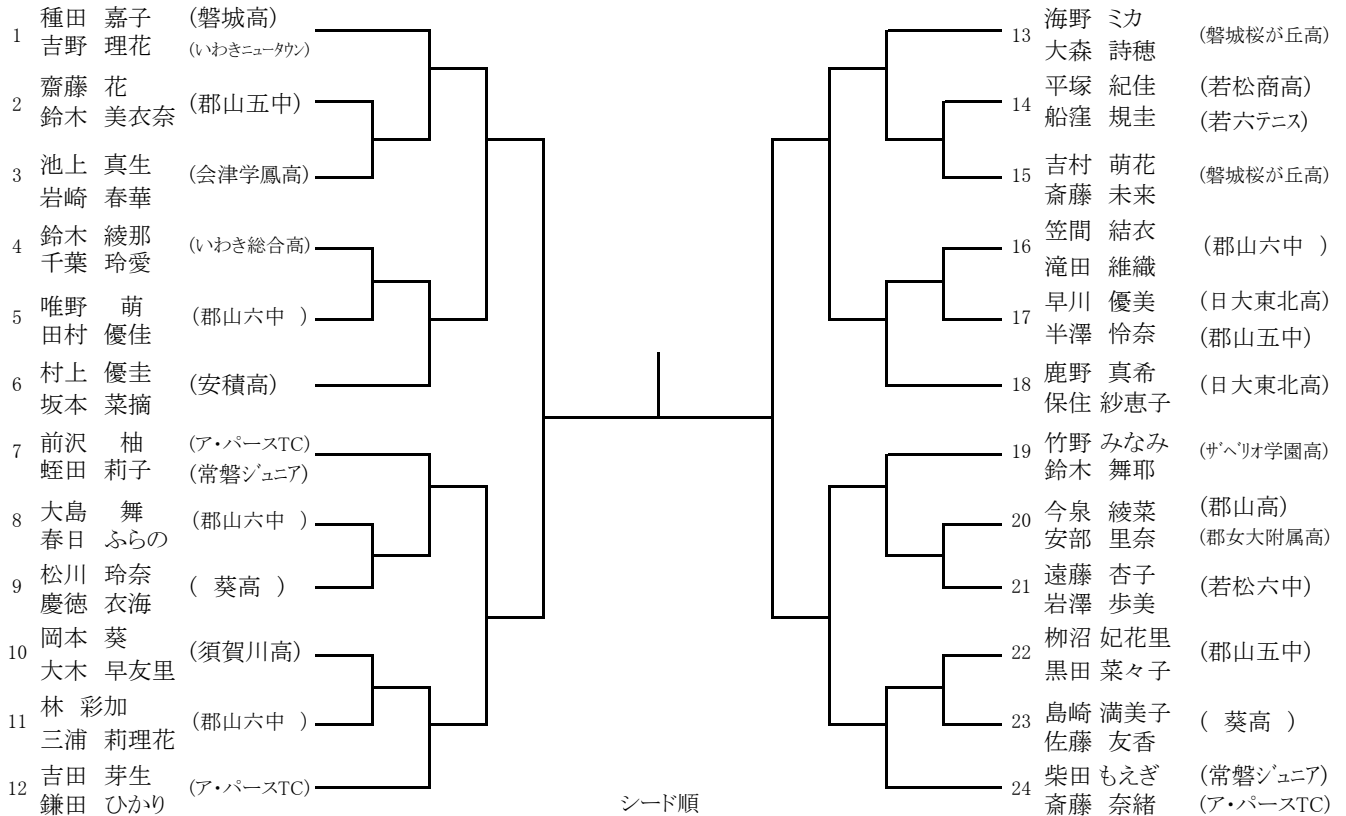 1 種田 嘉子 (磐城高)
吉野 理花 (いわきニュータウン)
2 齋藤 花 (郡山五中)
鈴木 美衣奈
3 池上 真生 (会津学鳳高)
岩崎 春華
4 鈴木 綾那 (いわき総合高)
千葉 玲愛
5 唯野 萌 (郡山六中 )
田村 優佳
6 村上 優圭 (安積高)
坂本 菜摘
7 前沢 柚 (ア・パースTC)
蛭田 莉子 (常磐ジュニア)
8 大島 舞 (郡山六中 )
春日 ふらの
9 松川 玲奈 ( 葵高 )
慶徳 衣海
10 岡本 葵 (須賀川高)
大木 早友里
11 林 彩加 (郡山六中 )
三浦 莉理花
12 吉田 芽生 (ア・パースTC)
鎌田 ひかり
13 海野 ミカ (磐城桜が丘高)
大森 詩穂
14 平塚 紀佳 (若松商高)
船窪 規圭 (若六テニス)
15 吉村 萌花 (磐城桜が丘高)
斎藤 未来
16 笠間 結衣 (郡山六中 )
滝田 維織
17 早川 優美 (日大東北高)
半澤 怜奈 (郡山五中)
18 鹿野 真希 (日大東北高)
保住 紗恵子
19 竹野 みなみ (ザベリオ学園高)
鈴木 舞耶
20 今泉 綾菜 (郡山高)
安部 里奈 (郡女大附属高)
21 遠藤 杏子 (若松六中)
岩澤 歩美
22 栁沼 妃花里 (郡山五中)
黒田 菜々子
23 島崎 満美子 ( 葵高 )
佐藤 友香
24 柴田 もえぎ (常磐ジュニア)
斎藤 奈緒 (ア・パースTC)
シード順